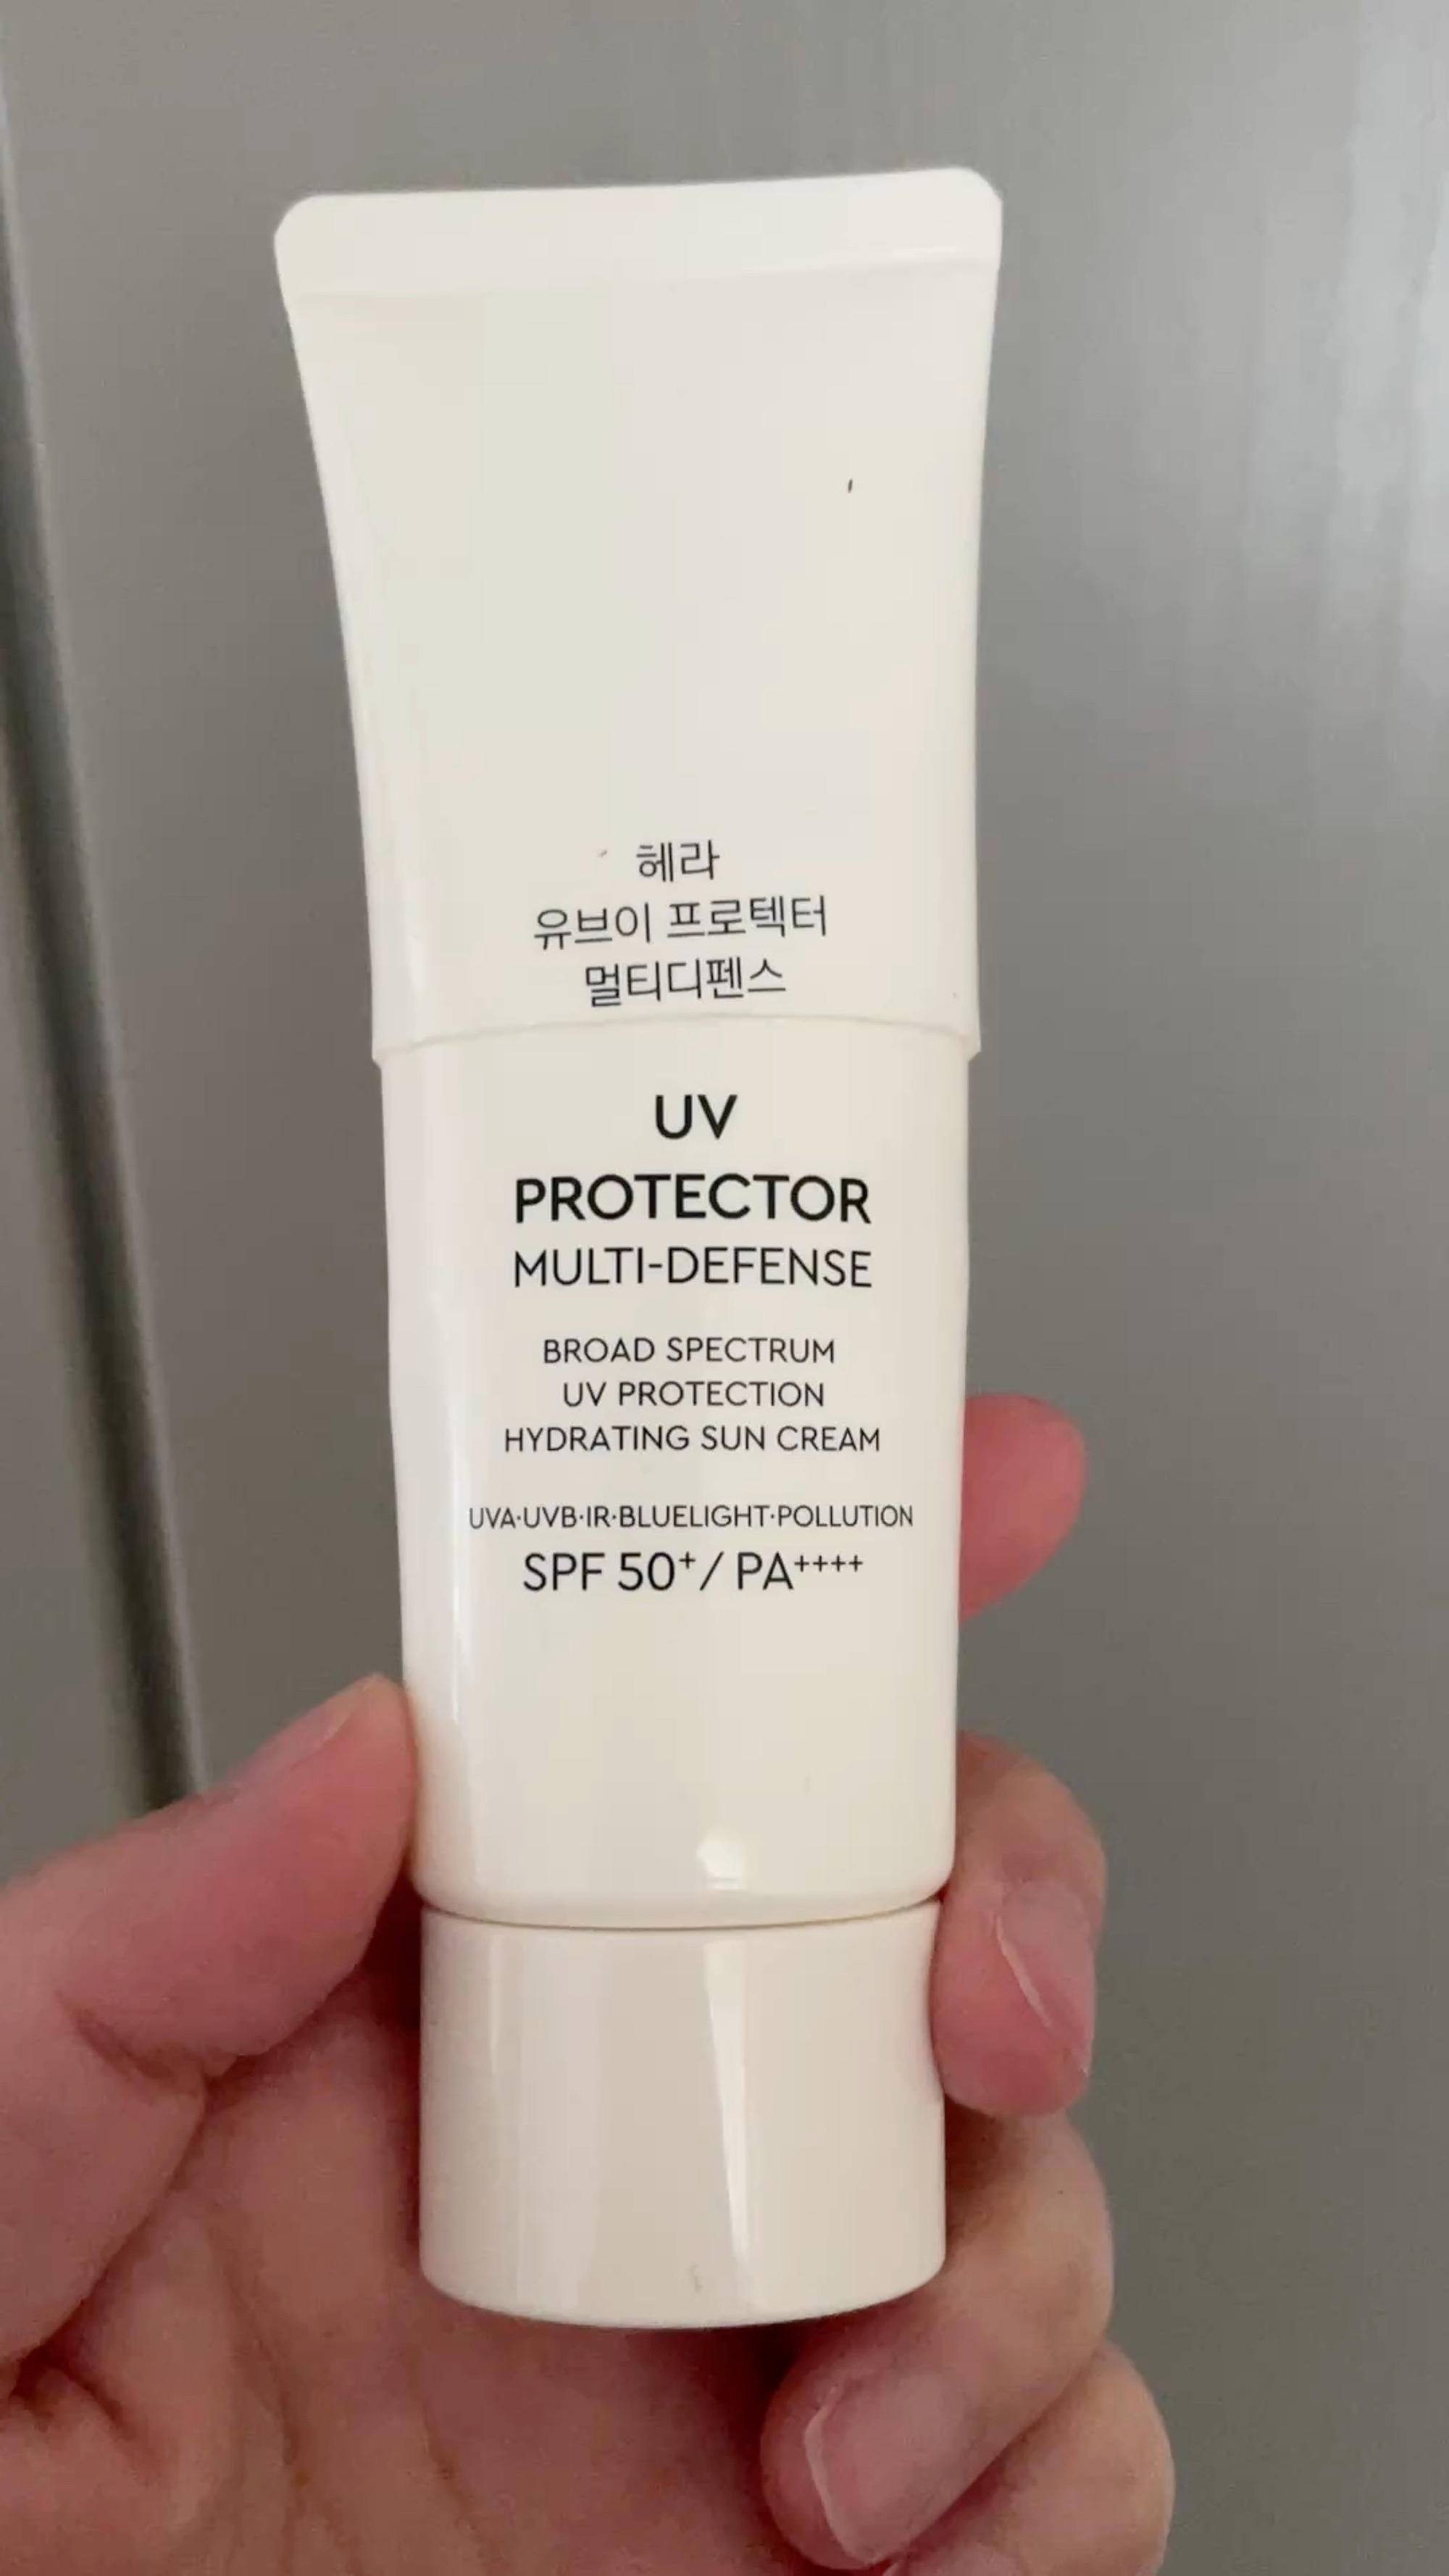 헤라
유브이 프로텍터
멀티디펜스
UV
PROTECTOR
MULTI-DEFENSE
BROAD SPECTRUM
UV PROTECTION
HYDRATING SUN CREAM
UVA·UVB·IR·BLUELIGHT·POLLUTION
SPF 50⁺/ PA⁺⁺⁺⁺